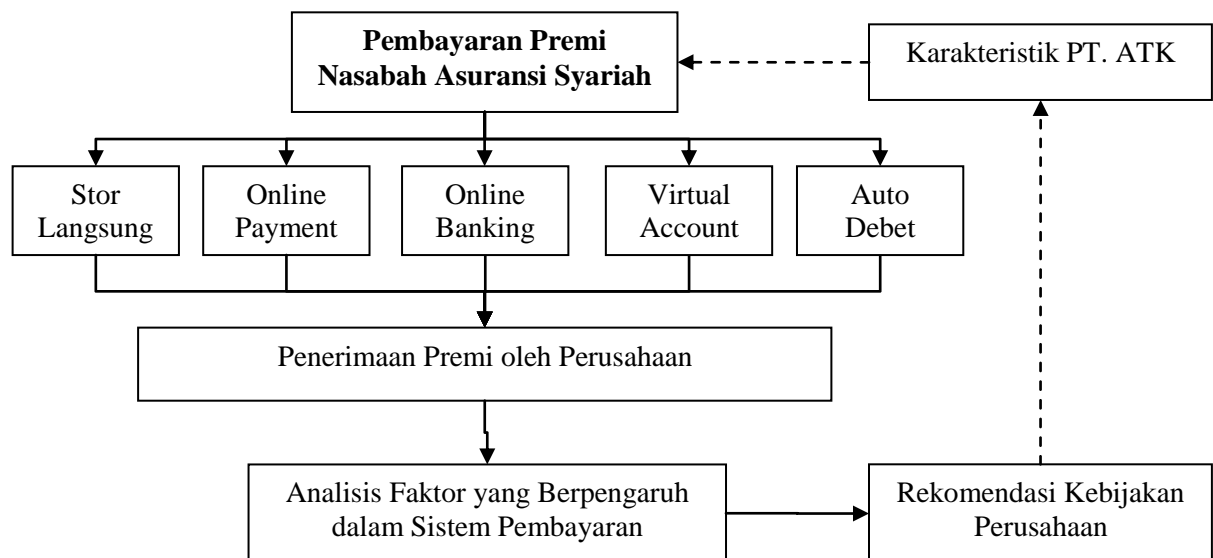 Pembayaran Premi
Nasabah Asuransi Syariah
Karakteristik PT. ATK
Stor
Langsung
Online
Payment
Online
Banking
Virtual
Account
Auto
Debet
Penerimaan Premi oleh Perusahaan
Analisis Faktor yang Berpengaruh
dalam Sistem Pembayaran
Rekomendasi Kebijakan
Perusahaan